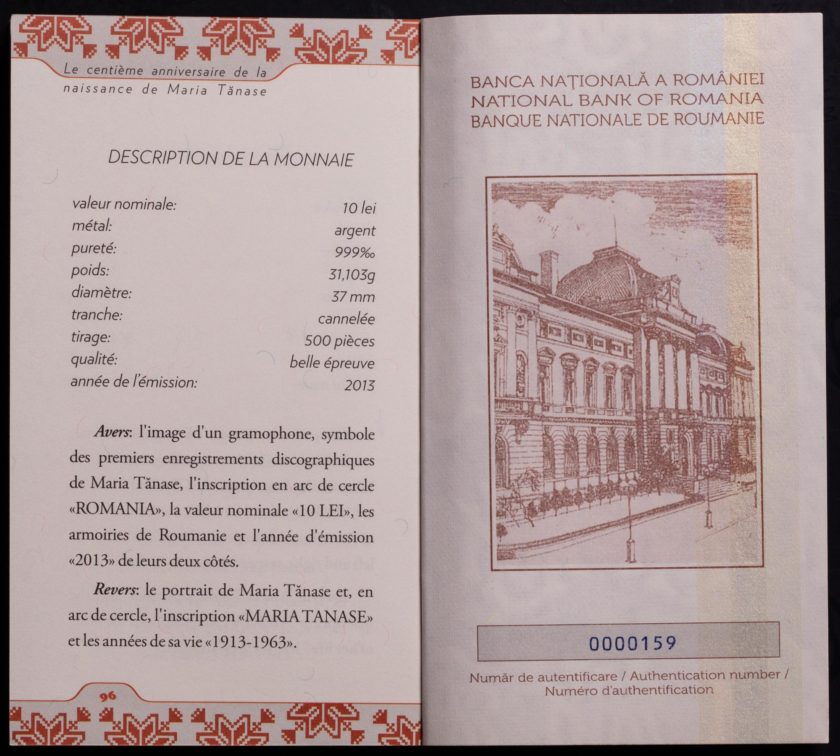 Le centième anniversaire de la
naissance de Maria Tănase
DESCRIPTION DE LA MONNAIE
valeur nominale: 10 lei
métal: argent
pureté: 999‰
poids: 31,103g
diamètre: 37 mm
tranche: cannelée
tirage: 500 pièces
qualité: belle épreuve
année de l'émission: 2013
Avers: l'image d'un gramophone, symbole
des premiers enregistrements discographiques
de Maria Tănase, l'inscription en arc de cercle
«ROMANIA», la valeur nominale «10 LEI», les
armoiries de Roumanie et l'année d'émission
«2013» de leurs deux côtés.
Revers: le portrait de Maria Tănase et, en
arc de cercle, l'inscription «MARIA TANASE»
et les années de sa vie «1913-1963».
96
BANCA NAŢIONALĂ A ROMÂNIEI
NATIONAL BANK OF ROMANIA
BANQUE NATIONALE DE ROUMANIE
0000159
Număr de autentificare / Authentication number /
Numéro d'authentification